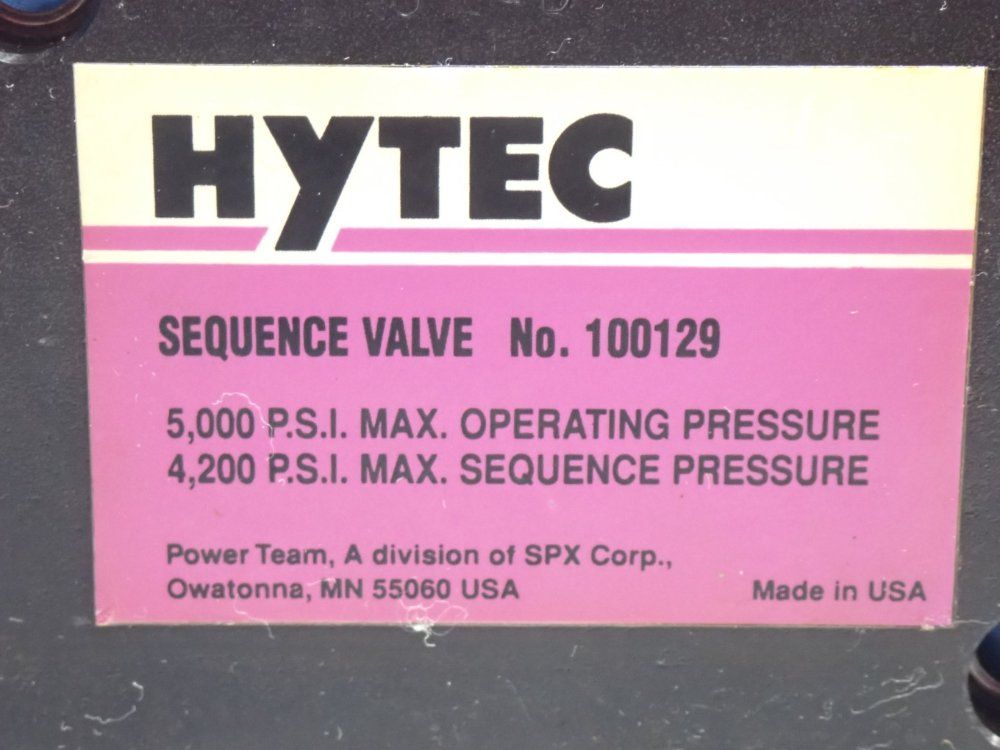 HYTEC
SEQUENCE VALVE No. 100129
5,000 P.S.I. MAX. OPERATING PRESSURE
4,200 P.S.I. MAX. SEQUENCE PRESSURE
Power Team, A division of SPX Corp.,
Owatonna, MN 55060 USA Made in USA